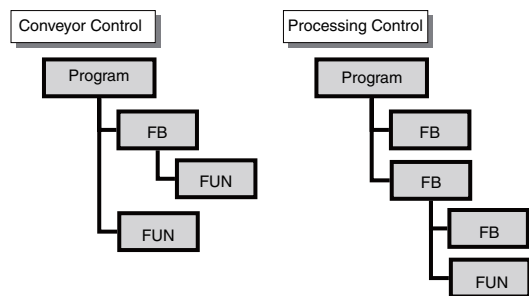 Conveyor Control
Program
FB
FUN
FUN
Processing Control
Program
FB
FB
FB
FUN